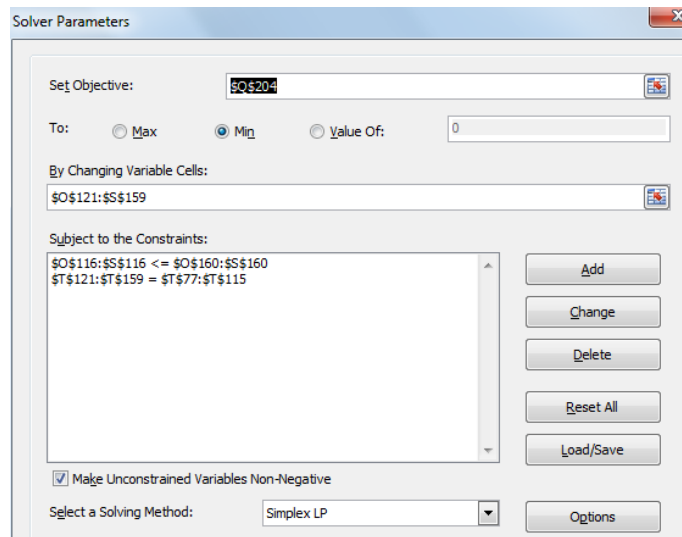 Solver Parameters
Set Objective:
$O$204
To:
Max
Min
Value Of:
0
By Changing Variable Cells:
$O$121:$S$159
Subject to the Constraints:
$O$116:$S$116 <= $O$160:$S$160
$T$121:$T$159 = $T$77:$T$115
Add
Change
Delete
Reset All
Load/Save
Make Unconstrained Variables Non-Negative
Select a Solving Method:
Simplex LP
Options